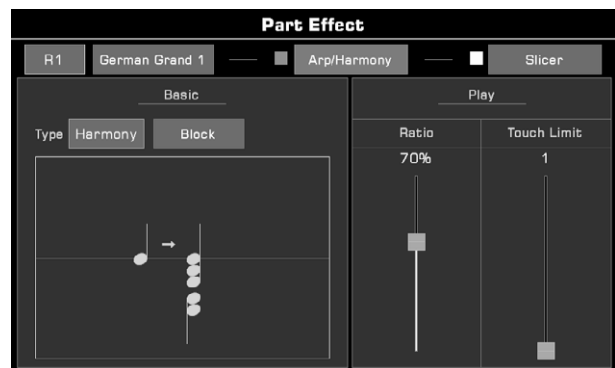 Part Effect
R1 German Grand 1 Arp/Harmony Slicer
Basic
Play
Type Harmony Block
Ratio Touch Limit
70% 1